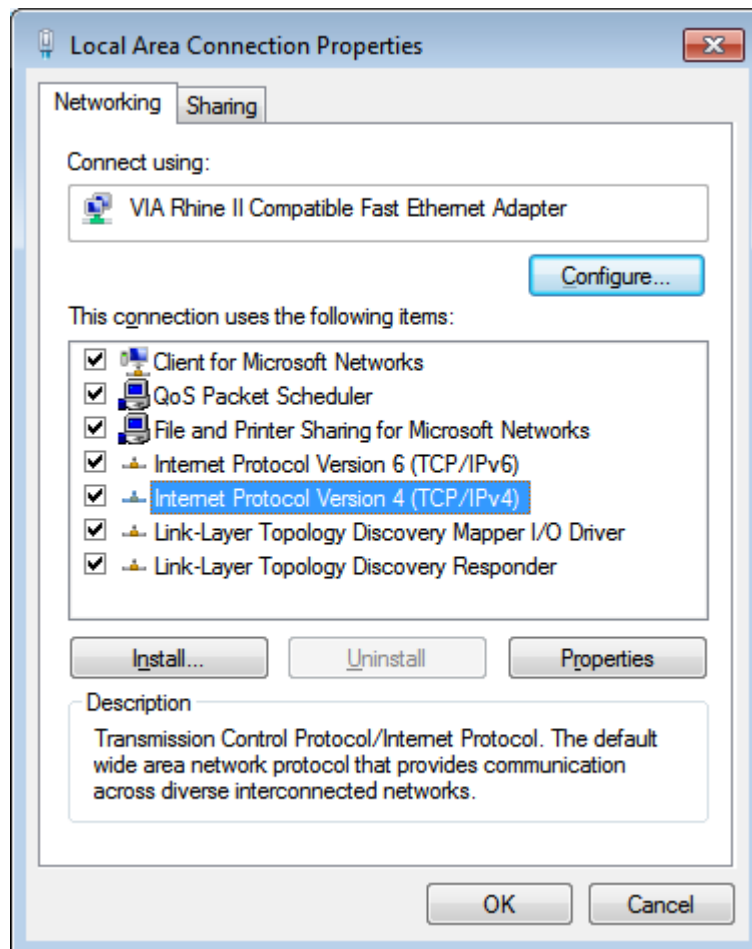 Local Area Connection Properties
Networking
Sharing
Connect using:
VIA Rhine II Compatible Fast Ethernet Adapter
Configure...
This connection uses the following items:
Client for Microsoft Networks
QoS Packet Scheduler
File and Printer Sharing for Microsoft Networks
Internet Protocol Version 6 (TCP/IPv6)
Internet Protocol Version 4 (TCP/IPv4)
Link-Layer Topology Discovery Mapper I/O Driver
Link-Layer Topology Discovery Responder
Install...
Uninstall
Properties
Description
Transmission Control Protocol/Internet Protocol. The default
wide area network protocol that provides communication
across diverse interconnected networks.
OK
Cancel